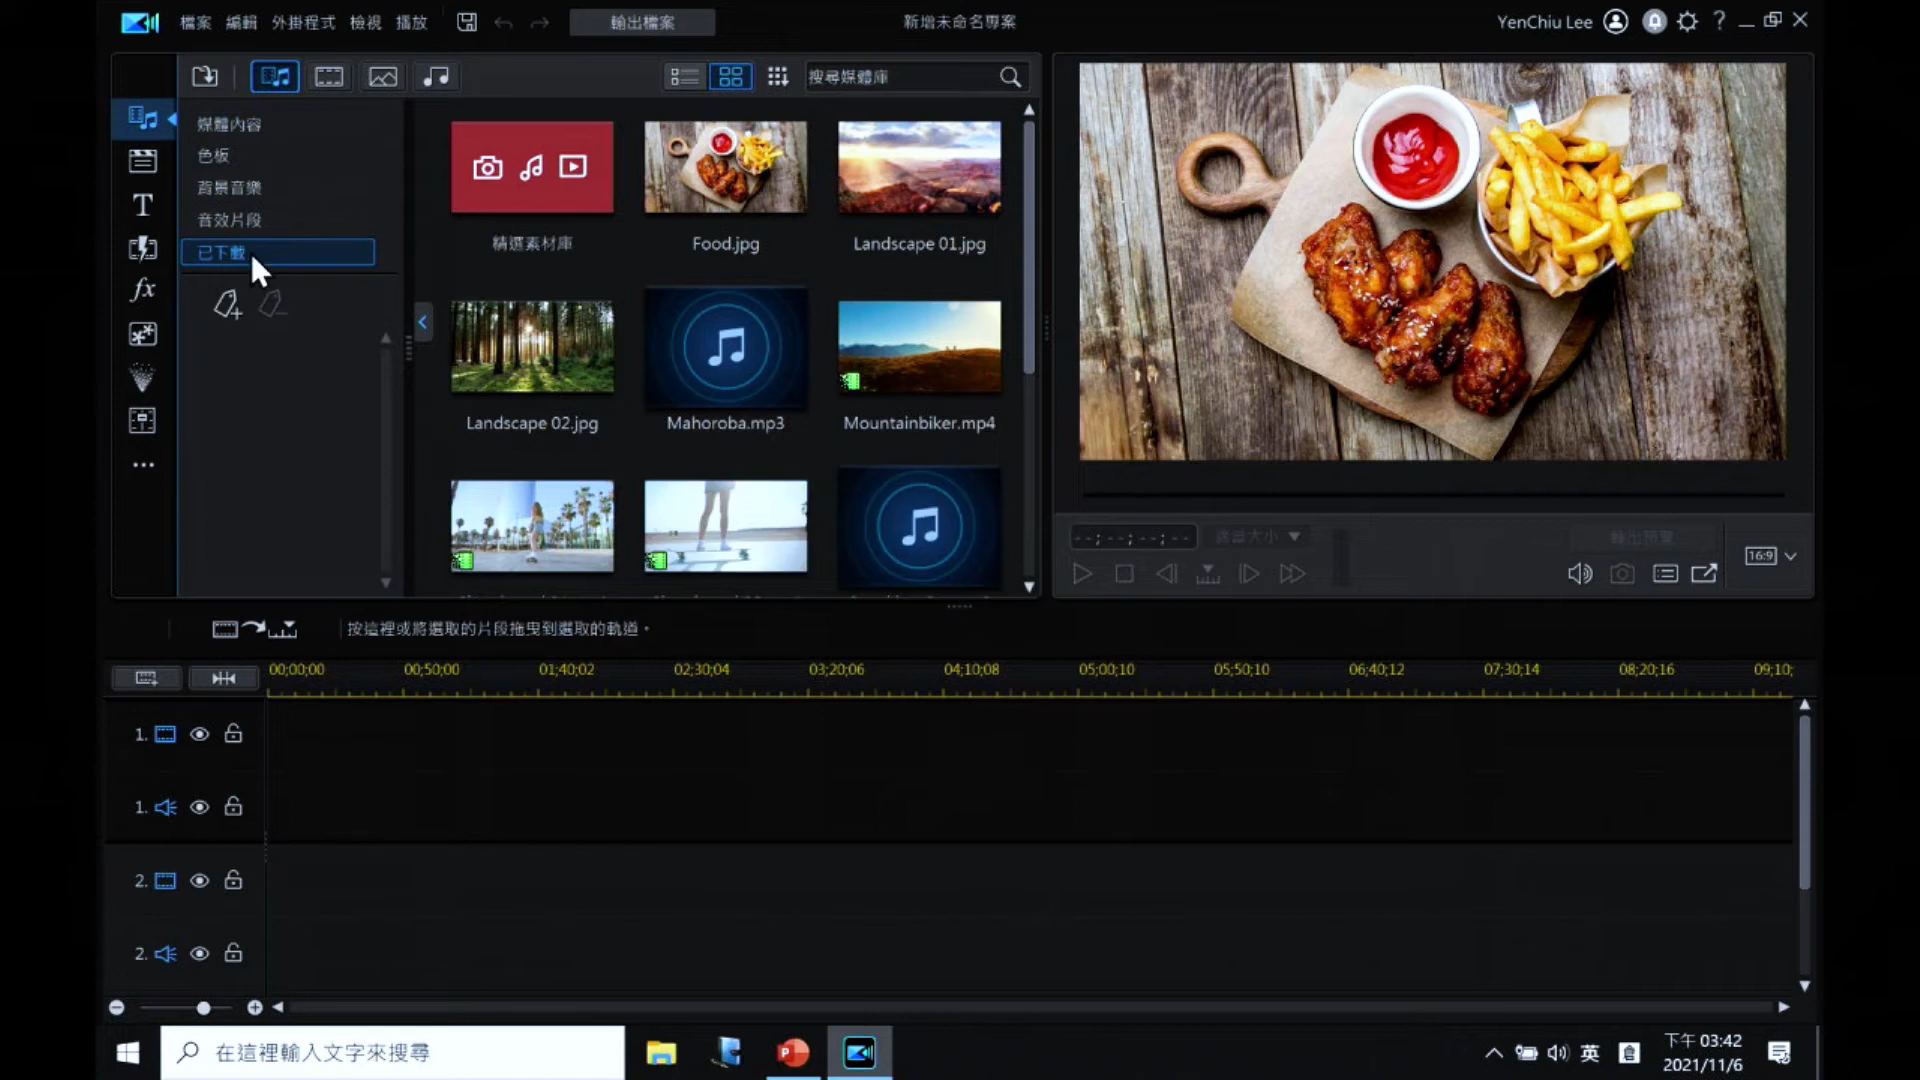 檔案 編輯 外掛程式 檢視 播放
輸出檔案
新增未命名專案
YenChiu Lee
?
搜尋媒體庫
媒體內容
色板
背景音樂
音效片段
已下載
精選素材庫
Food.jpg
Landscape 01.jpg
Landscape 02.jpg
Mahoroba.mp3
Mountainbiker.mp4
T
fx
--;--;--;--
輸出預覽
16:9
按這裡或將選取的片段拖曳到選取的軌道。
00;00;00 00;50;00 01;40;02 02;30;04 03;20;06 04;10;08 05;00;10 05;50;10 06;40;12 07;30;14 08;20;16 09;10;
1.
1.
2.
2.
在這裡輸入文字來搜尋
英
下午 03:42
2021/11/6